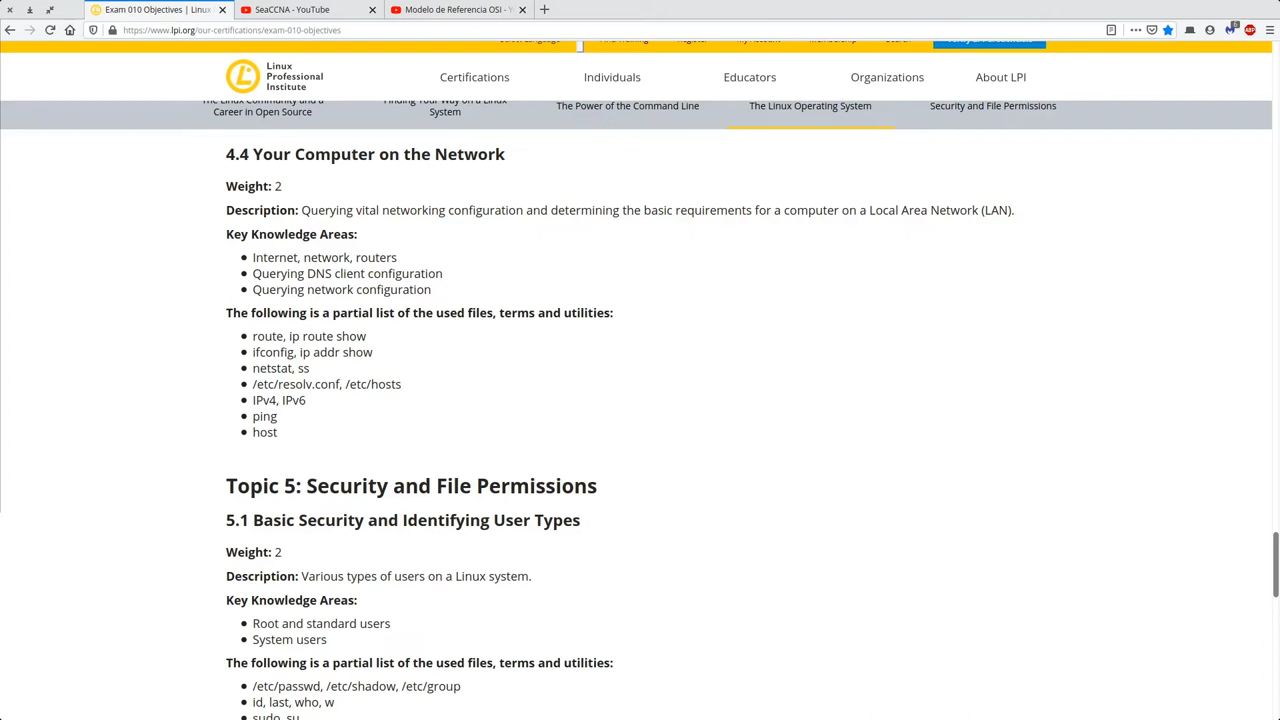 Exam 010 Objectives | Linux
SeaCCNA - YouTube
Modelo de Referencia OSI - Y
https://www.lpi.org/our-certifications/exam-010-objectives
Linux
Professional
Institute
Certifications
Individuals
Educators
Organizations
About LPI
The Linux Community and a
Career in Open Source
Finding Your Way on a Linux
System
The Power of the Command Line
The Linux Operating System
Security and File Permissions
4.4 Your Computer on the Network
Weight: 2
Description: Querying vital networking configuration and determining the basic requirements for a computer on a Local Area Network (LAN).
Key Knowledge Areas:
Internet, network, routers
Querying DNS client configuration
Querying network configuration
The following is a partial list of the used files, terms and utilities:
route, ip route show
ifconfig, ip addr show
netstat, ss
/etc/resolv.conf, /etc/hosts
IPv4, IPv6
ping
host
Topic 5: Security and File Permissions
5.1 Basic Security and Identifying User Types
Weight: 2
Description: Various types of users on a Linux system.
Key Knowledge Areas:
Root and standard users
System users
The following is a partial list of the used files, terms and utilities:
/etc/passwd, /etc/shadow, /etc/group
id, last, who, w
sudo, su